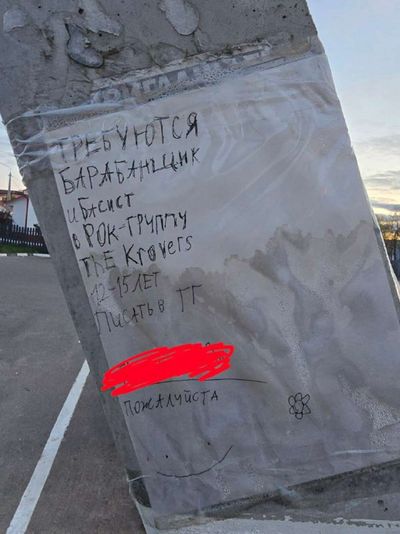 ТРЕБУЮТСЯ
БАРАБАНЩИК
и БАСИСТ
в РОК-ГРУППУ
ThE Krovers
12-15 ЛЕТ
ПИСАТЬ в ТГ
ПОЖАЛУЙСТА